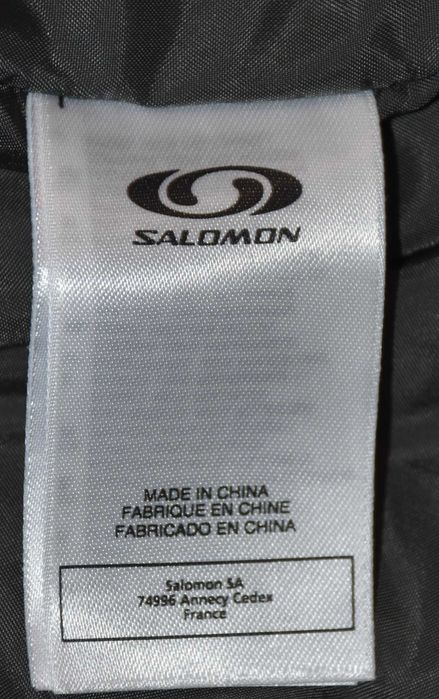 SALOMON
MADE IN CHINA
FABRIQUE EN CHINE
FABRICADO EN CHINA
Salomon SA
74996 Annecy Cedex
France